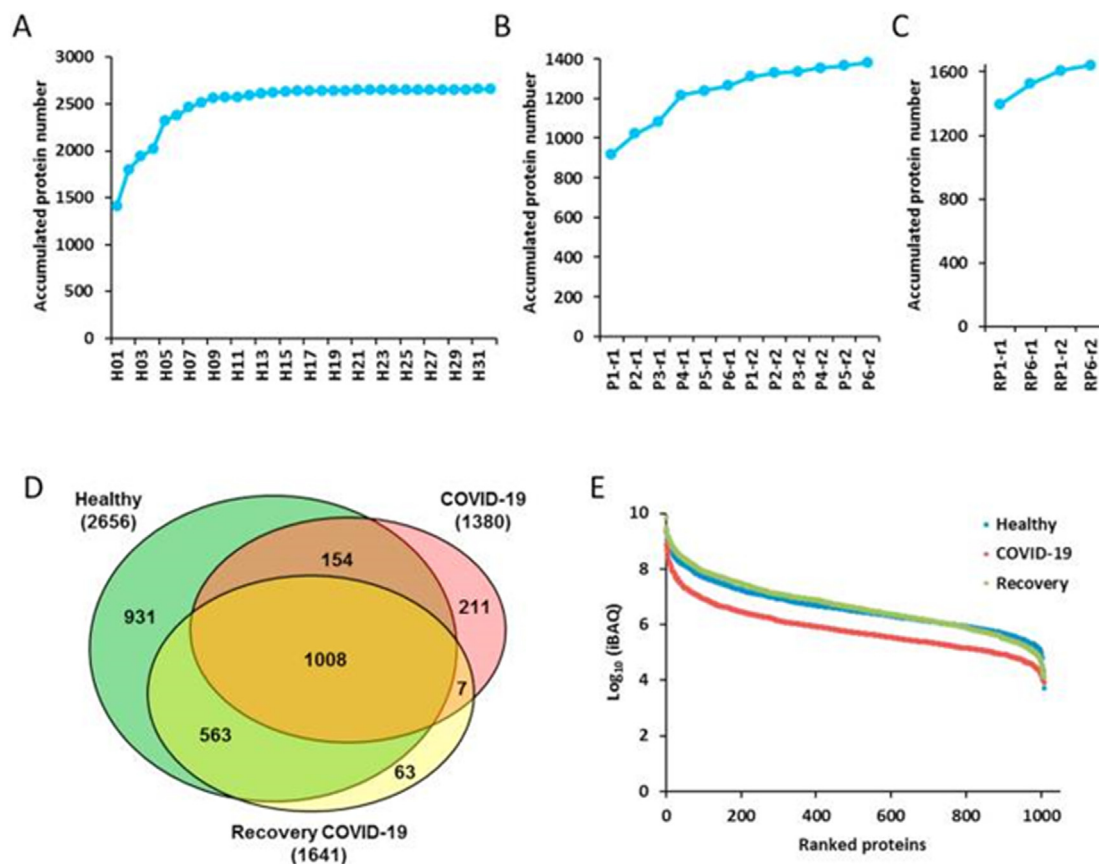 A
Accumulated protein number
3000
2500
2000
1500
1000
500
0
H01
H03
H05
H07
H09
H11
H13
H15
H17
H19
H21
H23
H25
H27
H29
H31
B
Accumulated protein number
1400
1200
1000
800
600
400
200
0
P1-r1
P2-r1
P3-r1
P4-r1
P5-r1
P6-r1
P1-r2
P2-r2
P3-r2
P4-r2
P5-r2
P6-r2
C
Accumulated protein number
1600
1200
800
400
0
RP1-r1
RP6-r1
RP1-r2
RP6-r2
D
Healthy
(2656)
COVID-19
(1380)
154
931
211
1008
7
563
63
Recovery COVID-19
(1641)
E
Log10 (iBAQ)
10
8
6
4
2
0
Healthy
COVID-19
Recovery
0
200
400
600
800
1000
Ranked proteins